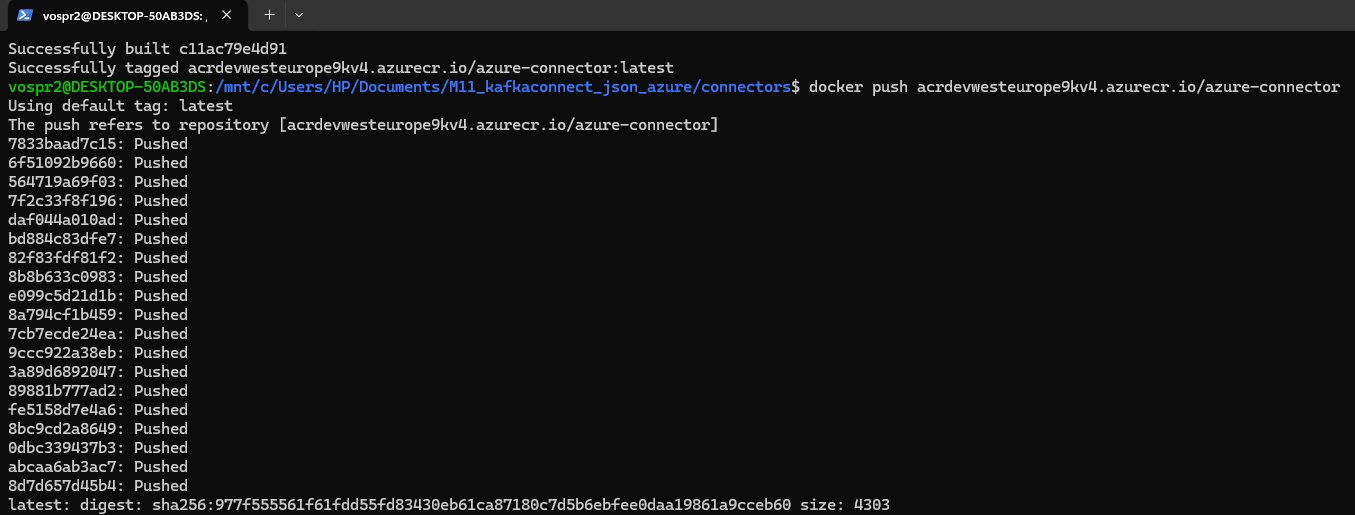 vospr2@DESKTOP-50AB3DS: ,
Successfully built c11ac79e4d91
Successfully tagged acrdevwesteurope9kv4.azurecr.io/azure-connector:latest
vospr2@DESKTOP-50AB3DS:/mnt/c/Users/HP/Documents/M11_kafkaconnect_json_azure/connectors$ docker push acrdevwesteurope9kv4.azurecr.io/azure-connector
Using default tag: latest
The push refers to repository [acrdevwesteurope9kv4.azurecr.io/azure-connector]
7833baad7c15: Pushed
6f51092b9660: Pushed
564719a69f03: Pushed
7f2c33f8f196: Pushed
daf044a010ad: Pushed
bd884c83dfe7: Pushed
82f83fdf81f2: Pushed
8b8b633c0983: Pushed
e099c5d21d1b: Pushed
8a794cf1b459: Pushed
7cb7ecde24ea: Pushed
9ccc922a38eb: Pushed
3a89d6892047: Pushed
89881b777ad2: Pushed
fe5158d7e4a6: Pushed
8bc9cd2a8649: Pushed
0dbc339437b3: Pushed
abcaa6ab3ac7: Pushed
8d7d657d45b4: Pushed
latest: digest: sha256:977f555561f61fdd55fd83430eb61ca87180c7d5b6ebfee0daa19861a9cceb60 size: 4303